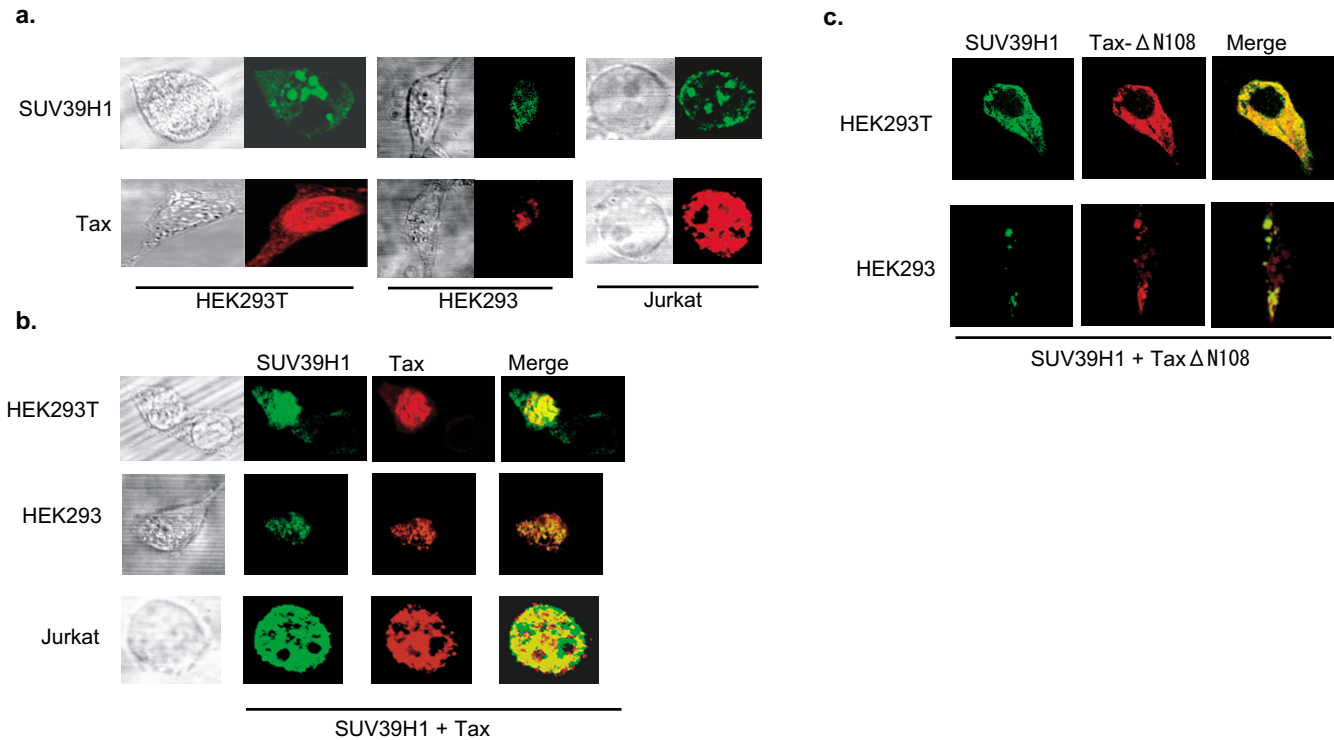 a.
SUV39H1
Tax
HEK293T
HEK293
Jurkat
b.
SUV39H1
Tax
Merge
HEK293T
HEK293
Jurkat
SUV39H1 + Tax
c.
SUV39H1
Tax-ΔN108
Merge
HEK293T
HEK293
SUV39H1 + TaxΔN108